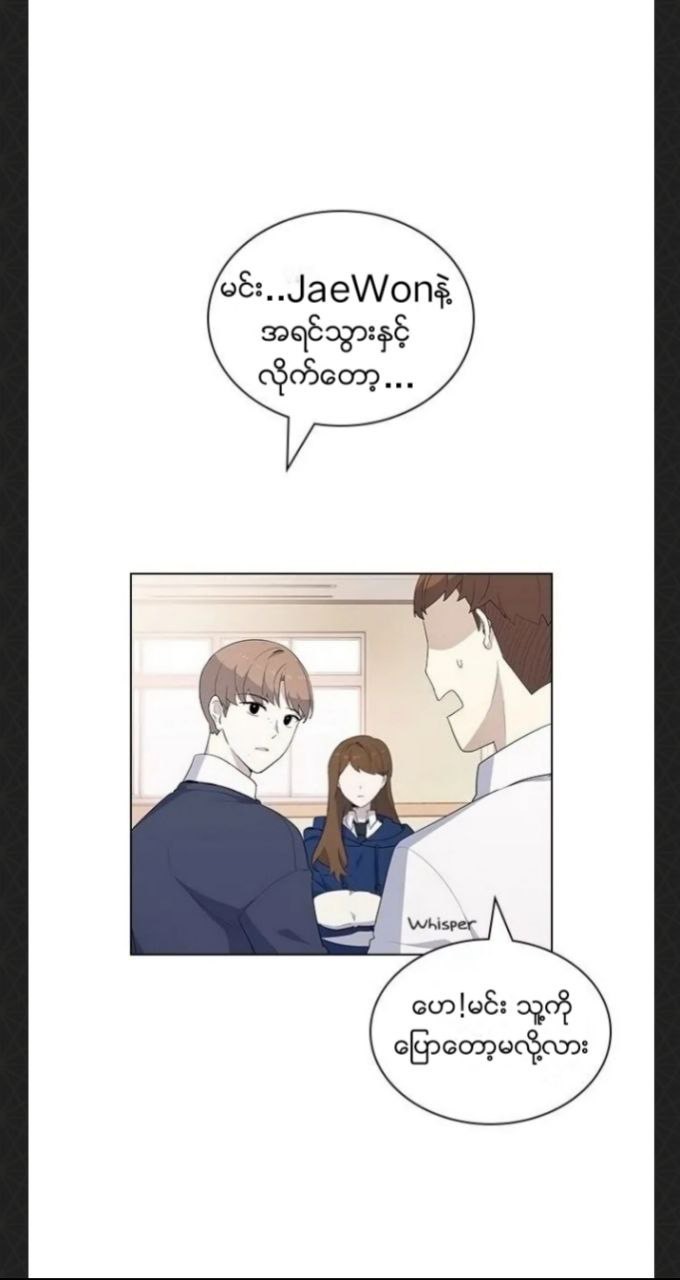 မင်း..JaeWonနဲ့
အရင်သွားနှင့်
လိုက်တော့...
Whisper
ဟေ!မင်း သူ့ကို
ပြောတော့မလို့လား